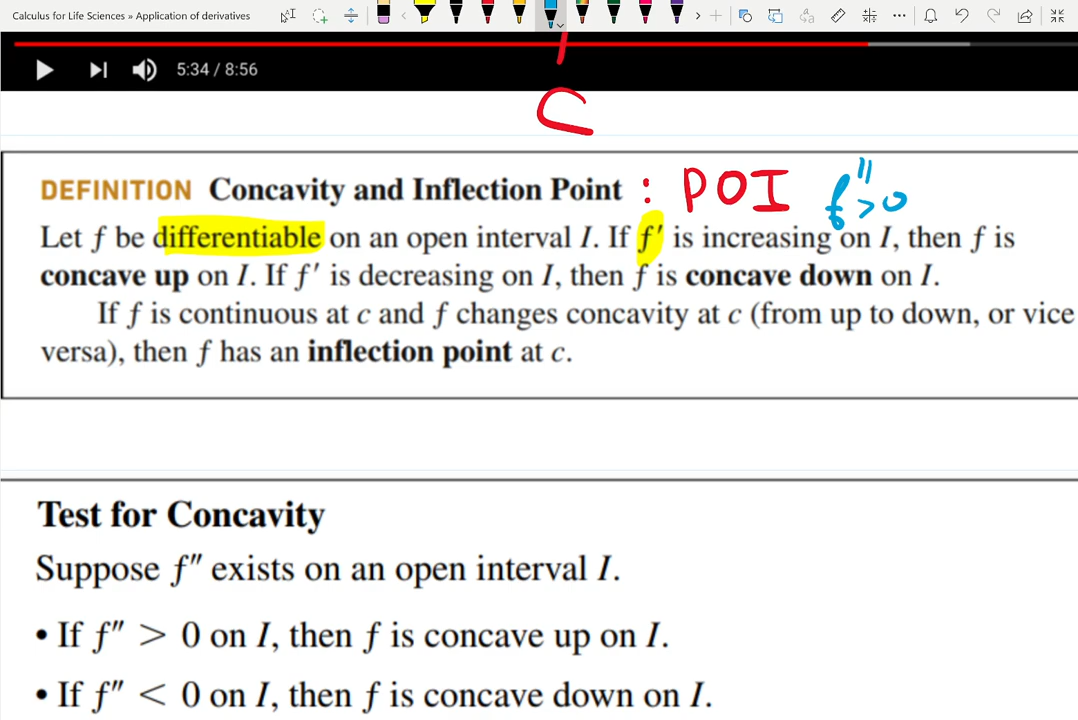 Calculus for Life Sciences » Application of derivatives
5:34 / 8:56
C
DEFINITION Concavity and Inflection Point : POI f''>0
Let f be differentiable on an open interval I. If f′ is increasing on I, then f is
concave up on I. If f′ is decreasing on I, then f is concave down on I.
If f is continuous at c and f changes concavity at c (from up to down, or vice
versa), then f has an inflection point at c.
Test for Concavity
Suppose f″ exists on an open interval I.
• If f″ > 0 on I, then f is concave up on I.
• If f″ < 0 on I, then f is concave down on I.